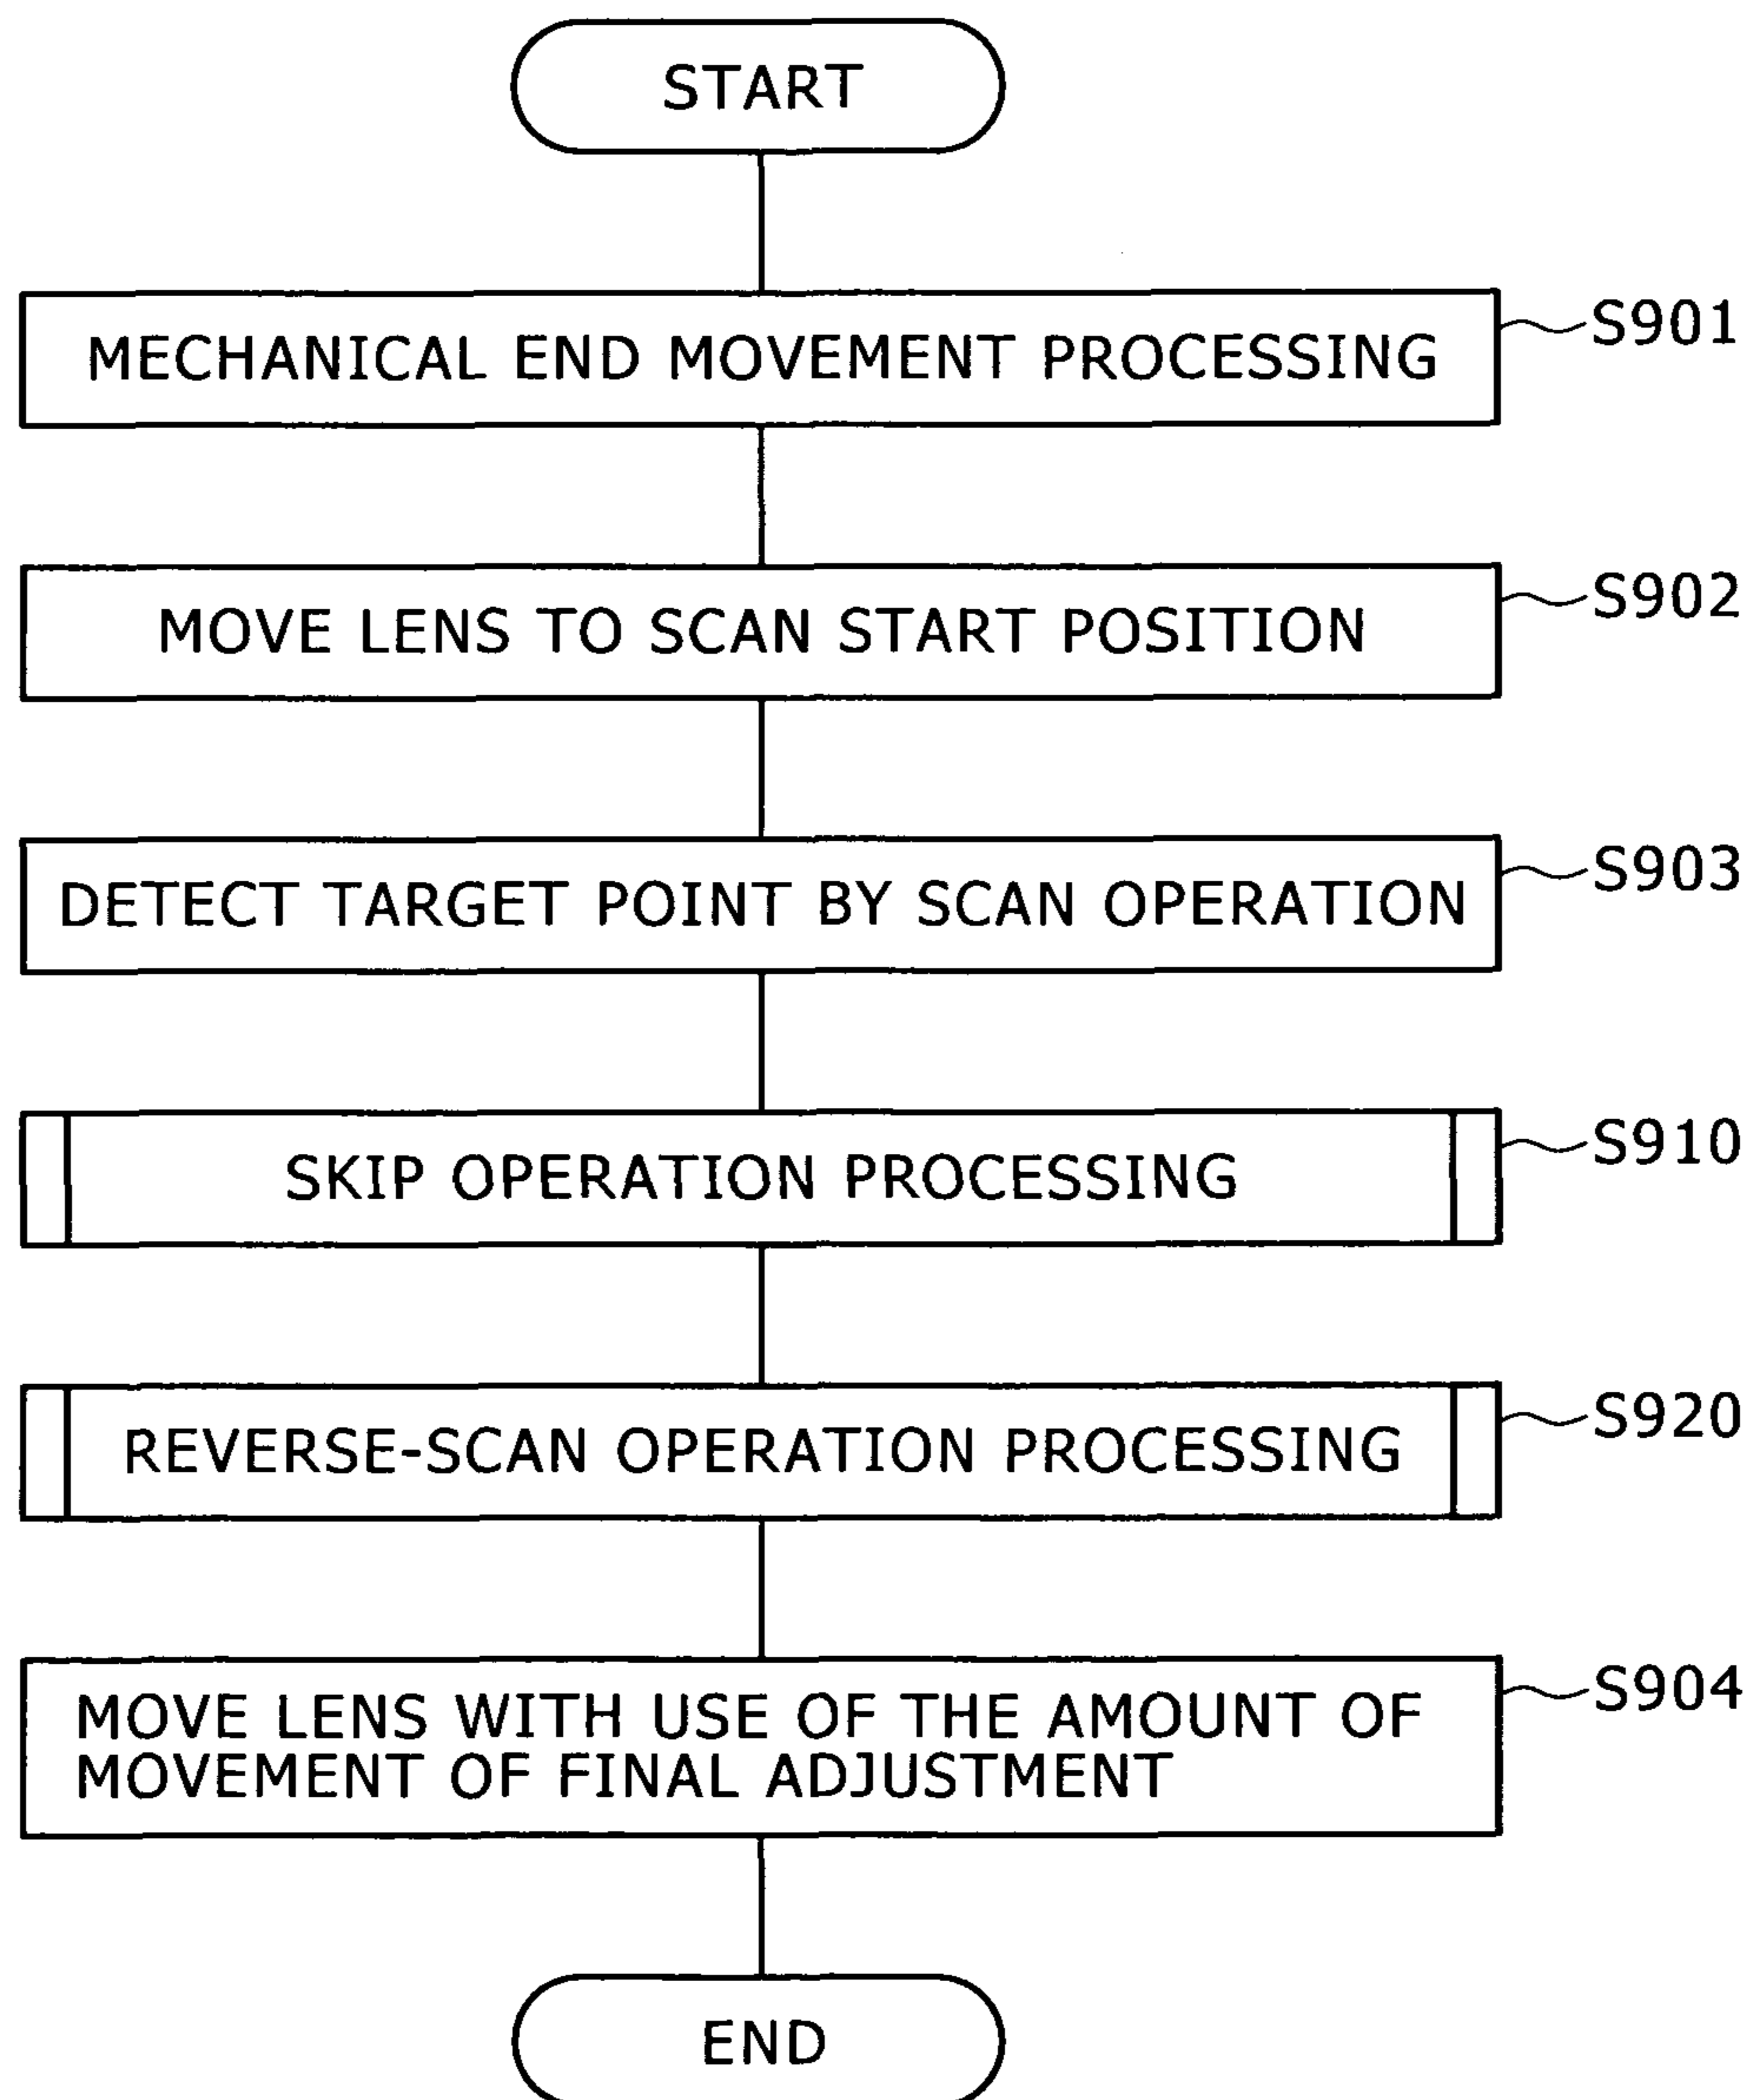 START
MECHANICAL END MOVEMENT PROCESSING
S901
MOVE LENS TO SCAN START POSITION
S902
DETECT TARGET POINT BY SCAN OPERATION
S903
SKIP OPERATION PROCESSING
S910
REVERSE-SCAN OPERATION PROCESSING
S920
MOVE LENS WITH USE OF THE AMOUNT OF
MOVEMENT OF FINAL ADJUSTMENT
S904
END